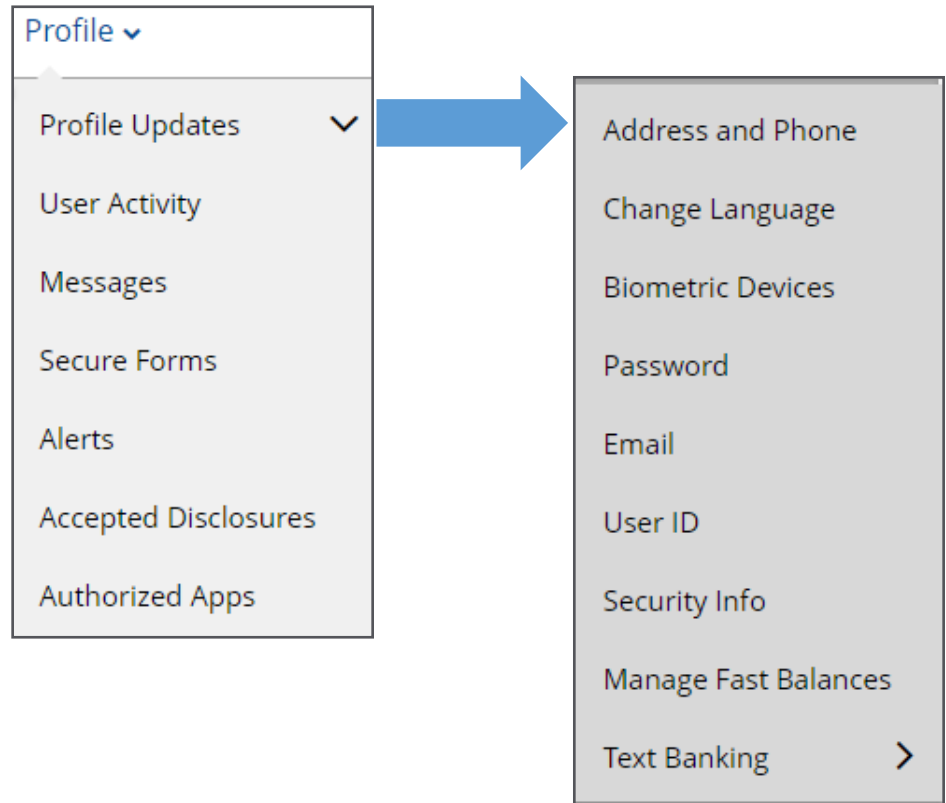 Profile
Profile Updates
User Activity
Messages
Secure Forms
Alerts
Accepted Disclosures
Authorized Apps
Address and Phone
Change Language
Biometric Devices
Password
Email
User ID
Security Info
Manage Fast Balances
Text Banking